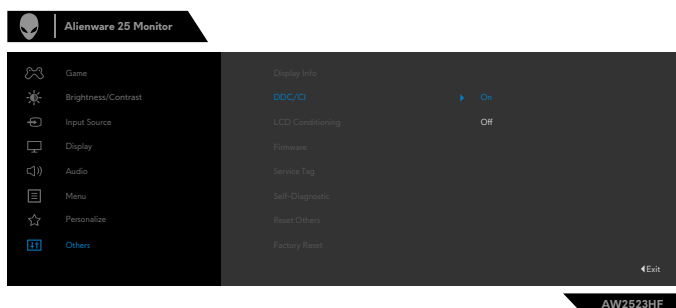 Alienware 25 Monitor
Game
Brightness/Contrast
Input Source
Display
Audio
Menu
Personalize
Others
Display Info
DDC/CI
On
LCD Conditioning
Off
Firmware
Service Tag
Self-Diagnostic
Reset Others
Factory Reset
Exit
AW2523HF